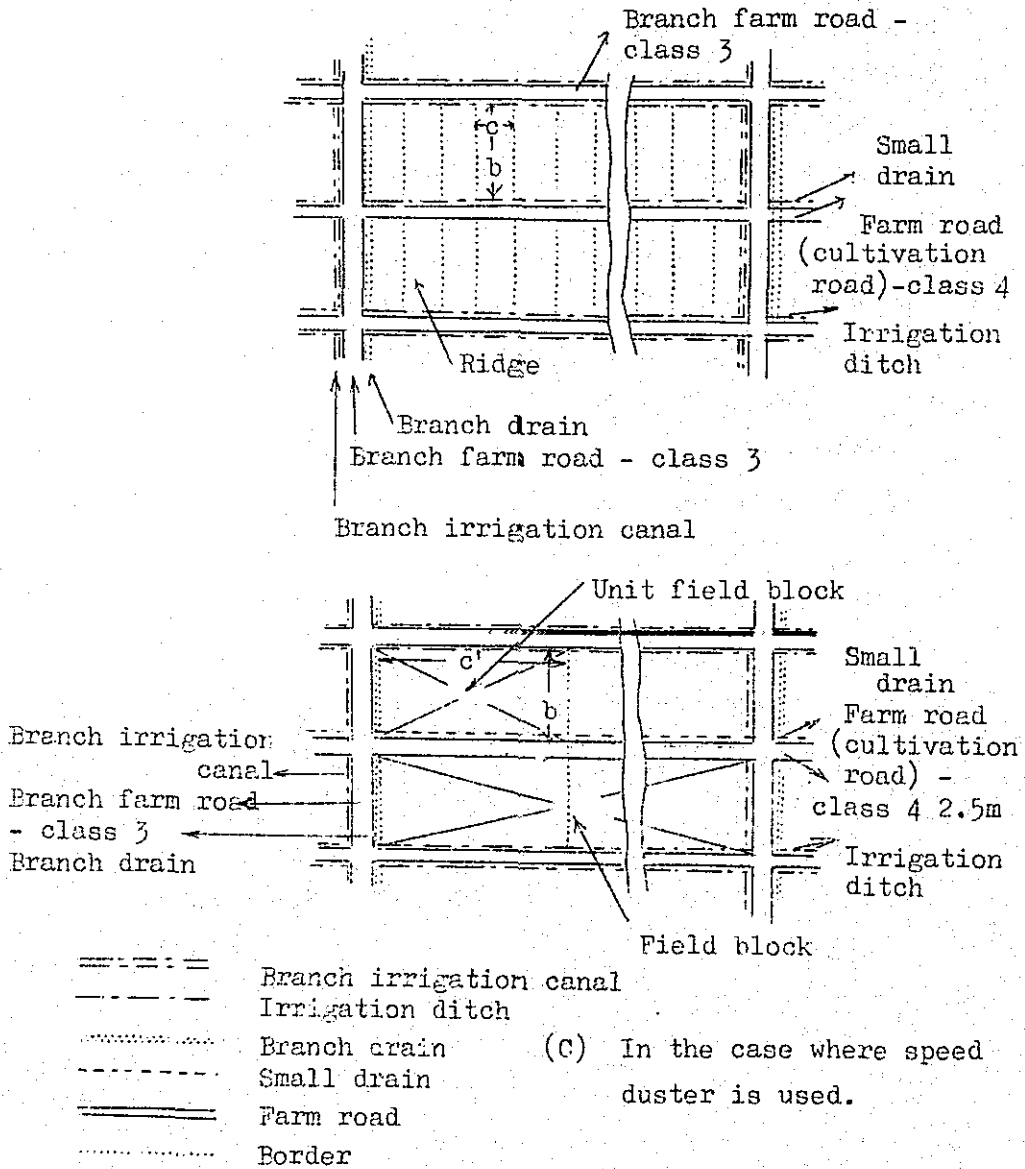 Branch farm road -
class 3
c
b
Small
drain
Farm road
(cultivation
road)-class 4
Irrigation
ditch
Ridge
Branch drain
Branch farm road - class 3
Branch irrigation canal
Unit field block
c'
b
Small
drain
Farm road
(cultivation
road) -
class 4 2.5m
Irrigation
ditch
Branch irrigation
canal
Branch farm road
- class 3
Branch drain
Field block
Branch irrigation canal
Irrigation ditch
Branch drain
Small drain
Farm road
Border
(C) In the case where speed
duster is used.